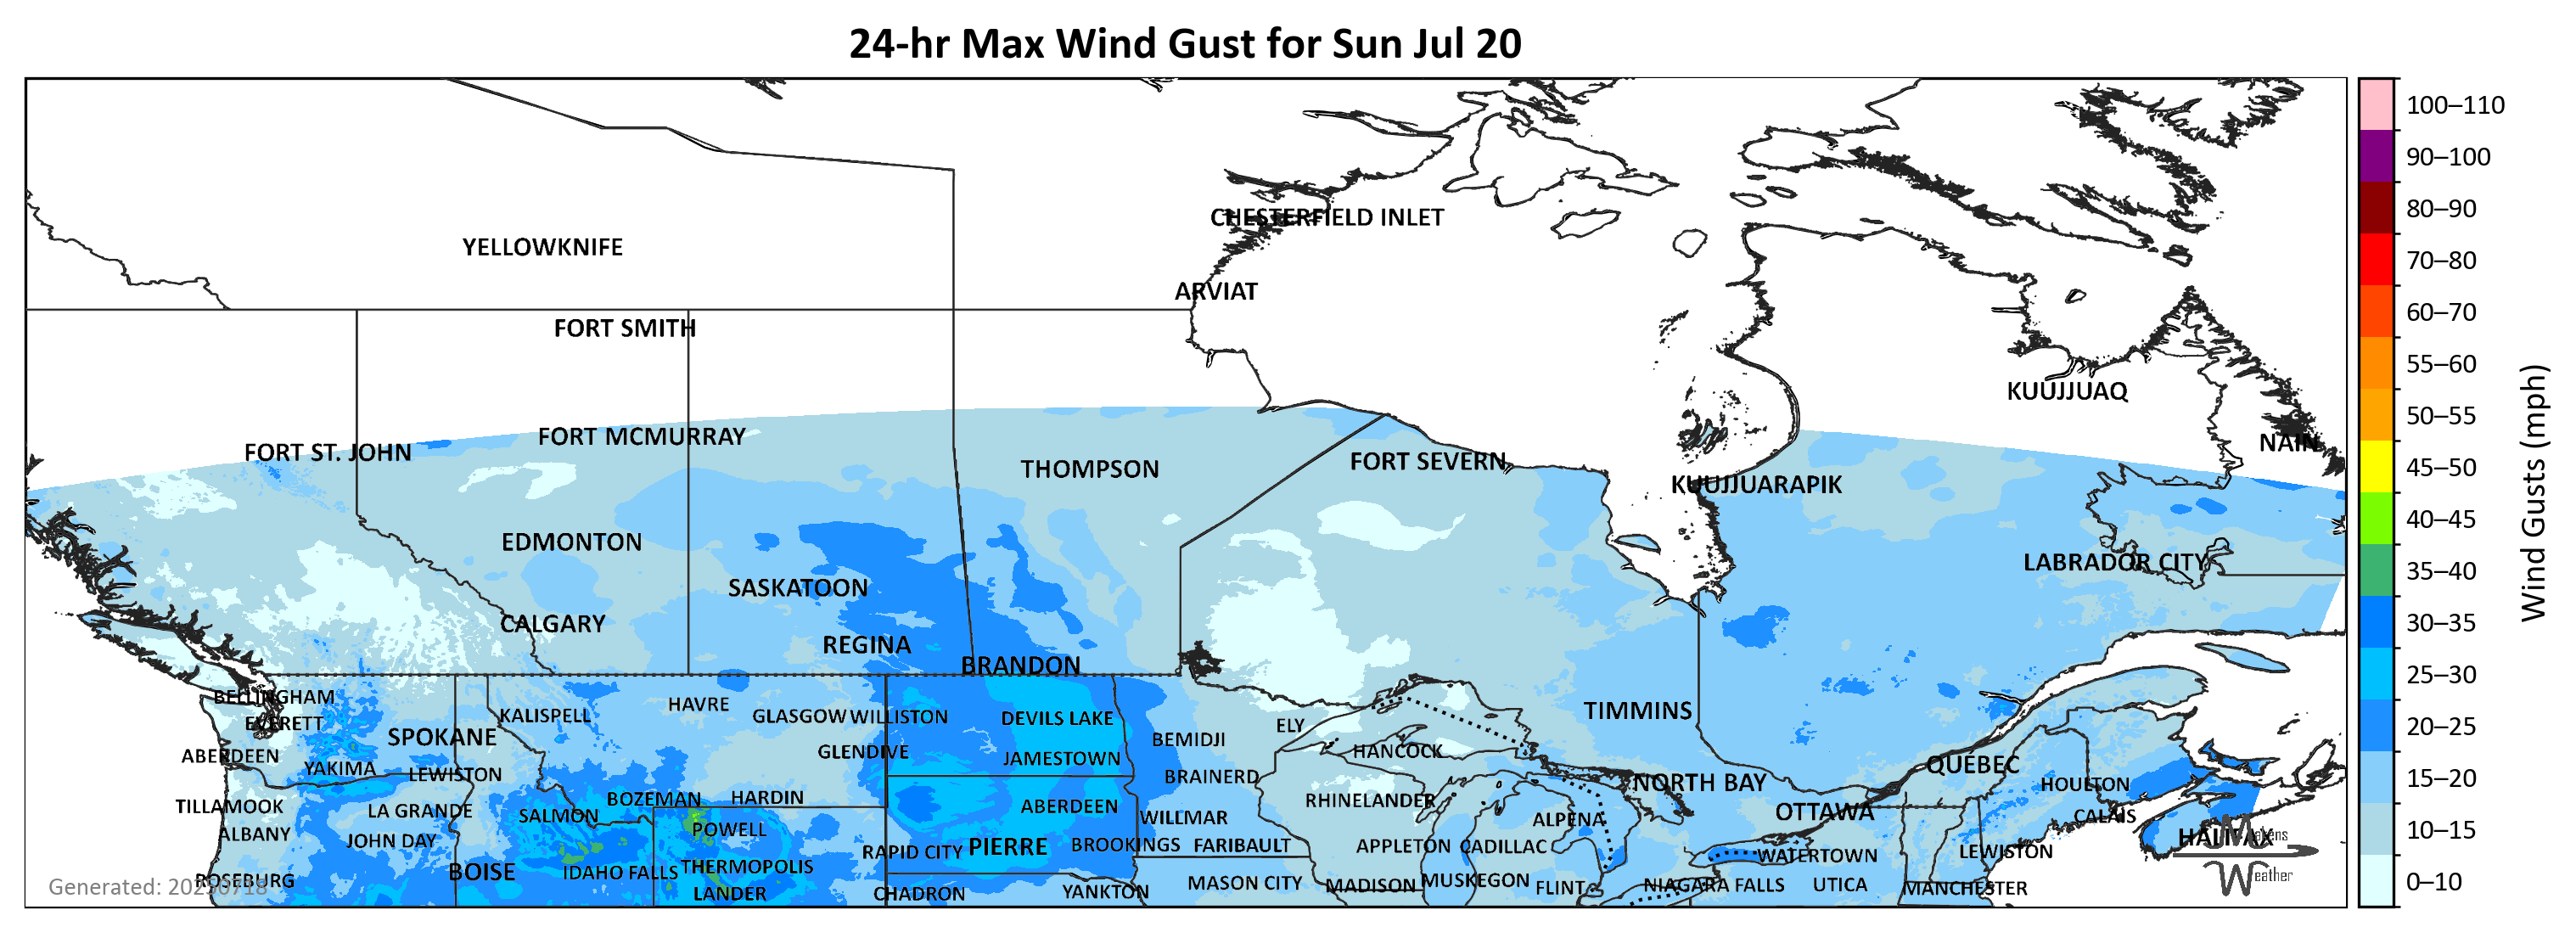 24-hr Max Wind Gust for Sun Jul 20
CHESTERFIELD INLET
YELLOWKNIFE
ARVIAT
FORT SMITH
KUUJJUAQ
FORT MCMURRAY
NAIN
FORT ST. JOHN
FORT SEVERN
THOMPSON
KUUJJUARAPIK
EDMONTON
LABRADOR CITY
SASKATOON
CALGARY
REGINA
BRANDON
BELLINGHAM
HAVRE
TIMMINS
KALISPELL
GLASGOW WILLISTON
DEVILS LAKE
EVERETT
ELY
SPOKANE
BEMIDJI
HANCOCK
GLENDIVE
ABERDEEN
JAMESTOWN
QUEBEC
YAKIMA
LEWISTON
BRAINERD
NORTH BAY
HOULTON
BOZEMAN
HARDIN
RHINELANDER
TILLAMOOK
ABERDEEN
LA GRANDE
OTTAWA
SALMON
WILLMAR
CALAIS
ALPENA
POWELL
ALBANY
HALIFAX
JOHN DAY
BROOKINGS
FARIBAULT
APPLETON
CADILLAC
PIERRE
RAPID CITY
LEWISTON
WATERTOWN
THERMOPOLIS
BOISE
IDAHO FALLS
ROSEBURG
MUSKEGON
MASON CITY
MADISON
NIAGARA FALLS
UTICA
FLINT
MANCHESTER
YANKTON
LANDER
CHADRON
Generated: 20250718
Makens
Weather
100–110
90–100
80–90
70–80
60–70
55–60
50–55
45–50
40–45
35–40
30–35
25–30
20–25
15–20
10–15
0–10
Wind Gusts (mph)